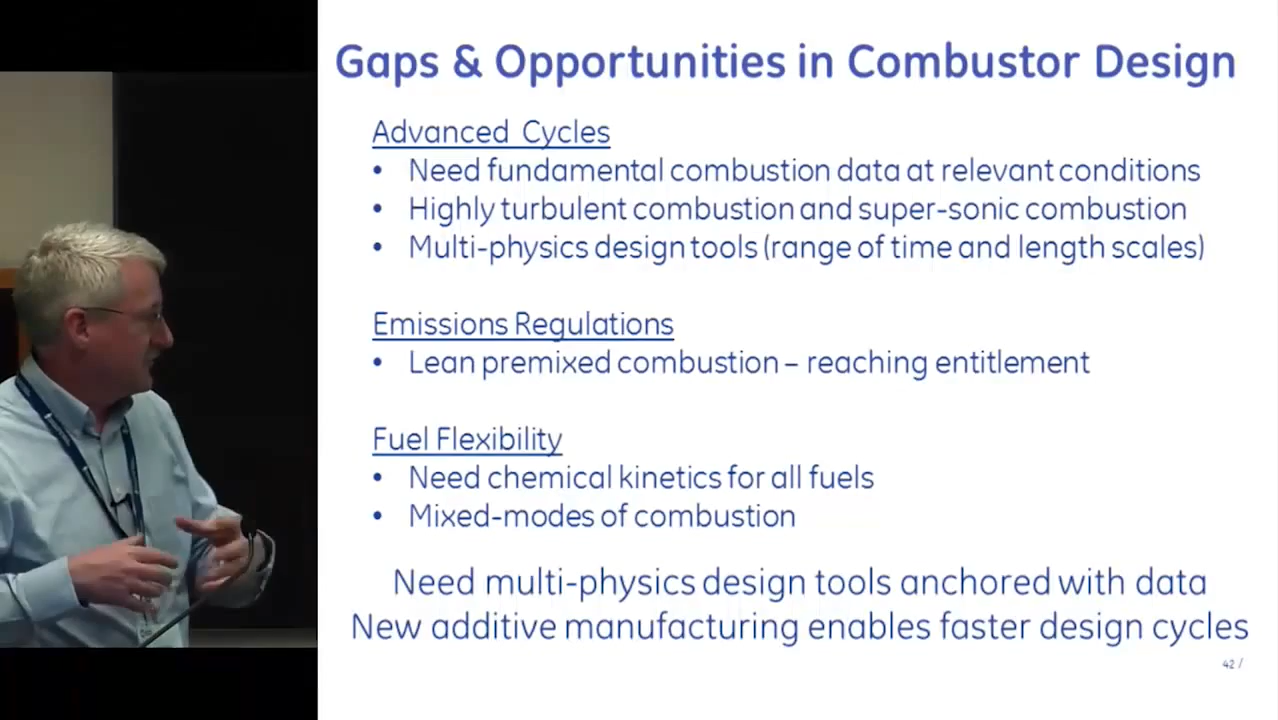 Gaps & Opportunities in Combustor Design
Advanced Cycles
• Need fundamental combustion data at relevant conditions
• Highly turbulent combustion and super-sonic combustion
• Multi-physics design tools (range of time and length scales)
Emissions Regulations
• Lean premixed combustion – reaching entitlement
Fuel Flexibility
• Need chemical kinetics for all fuels
• Mixed-modes of combustion
Need multi-physics design tools anchored with data
New additive manufacturing enables faster design cycles
42 /